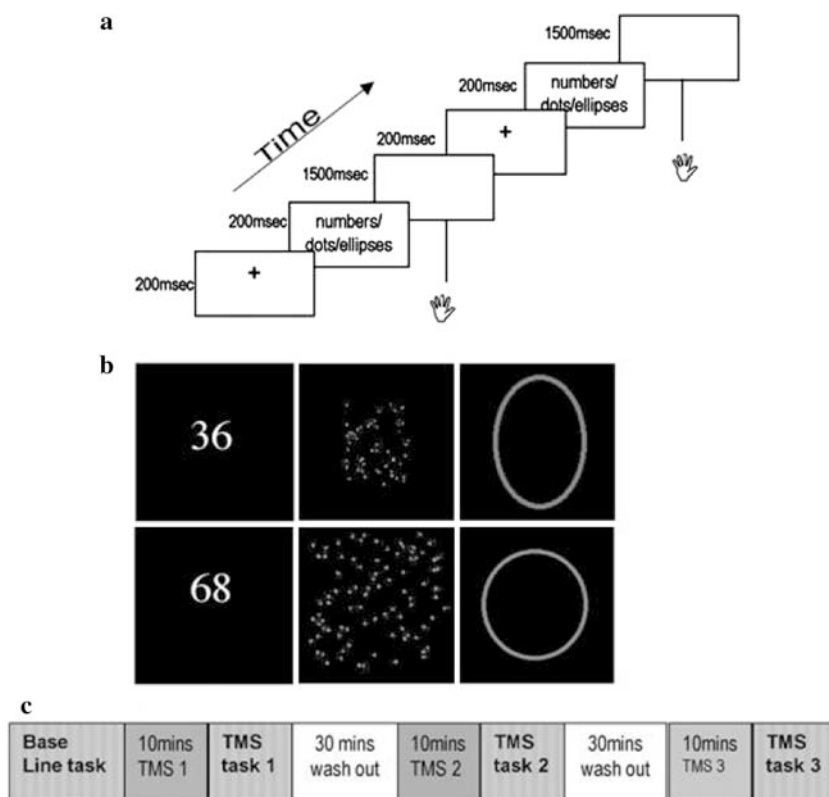 a
1500msec
200msec
numbers/
dots/ellipses
200msec
+
1500msec
200msec
numbers/
dots/ellipses
200msec
+
Time
b
36
68
c
Base
Line task
10mins
TMS 1
TMS
task 1
30 mins
wash out
10mins
TMS 2
TMS
task 2
30mins
wash out
10mins
TMS 3
TMS
task 3